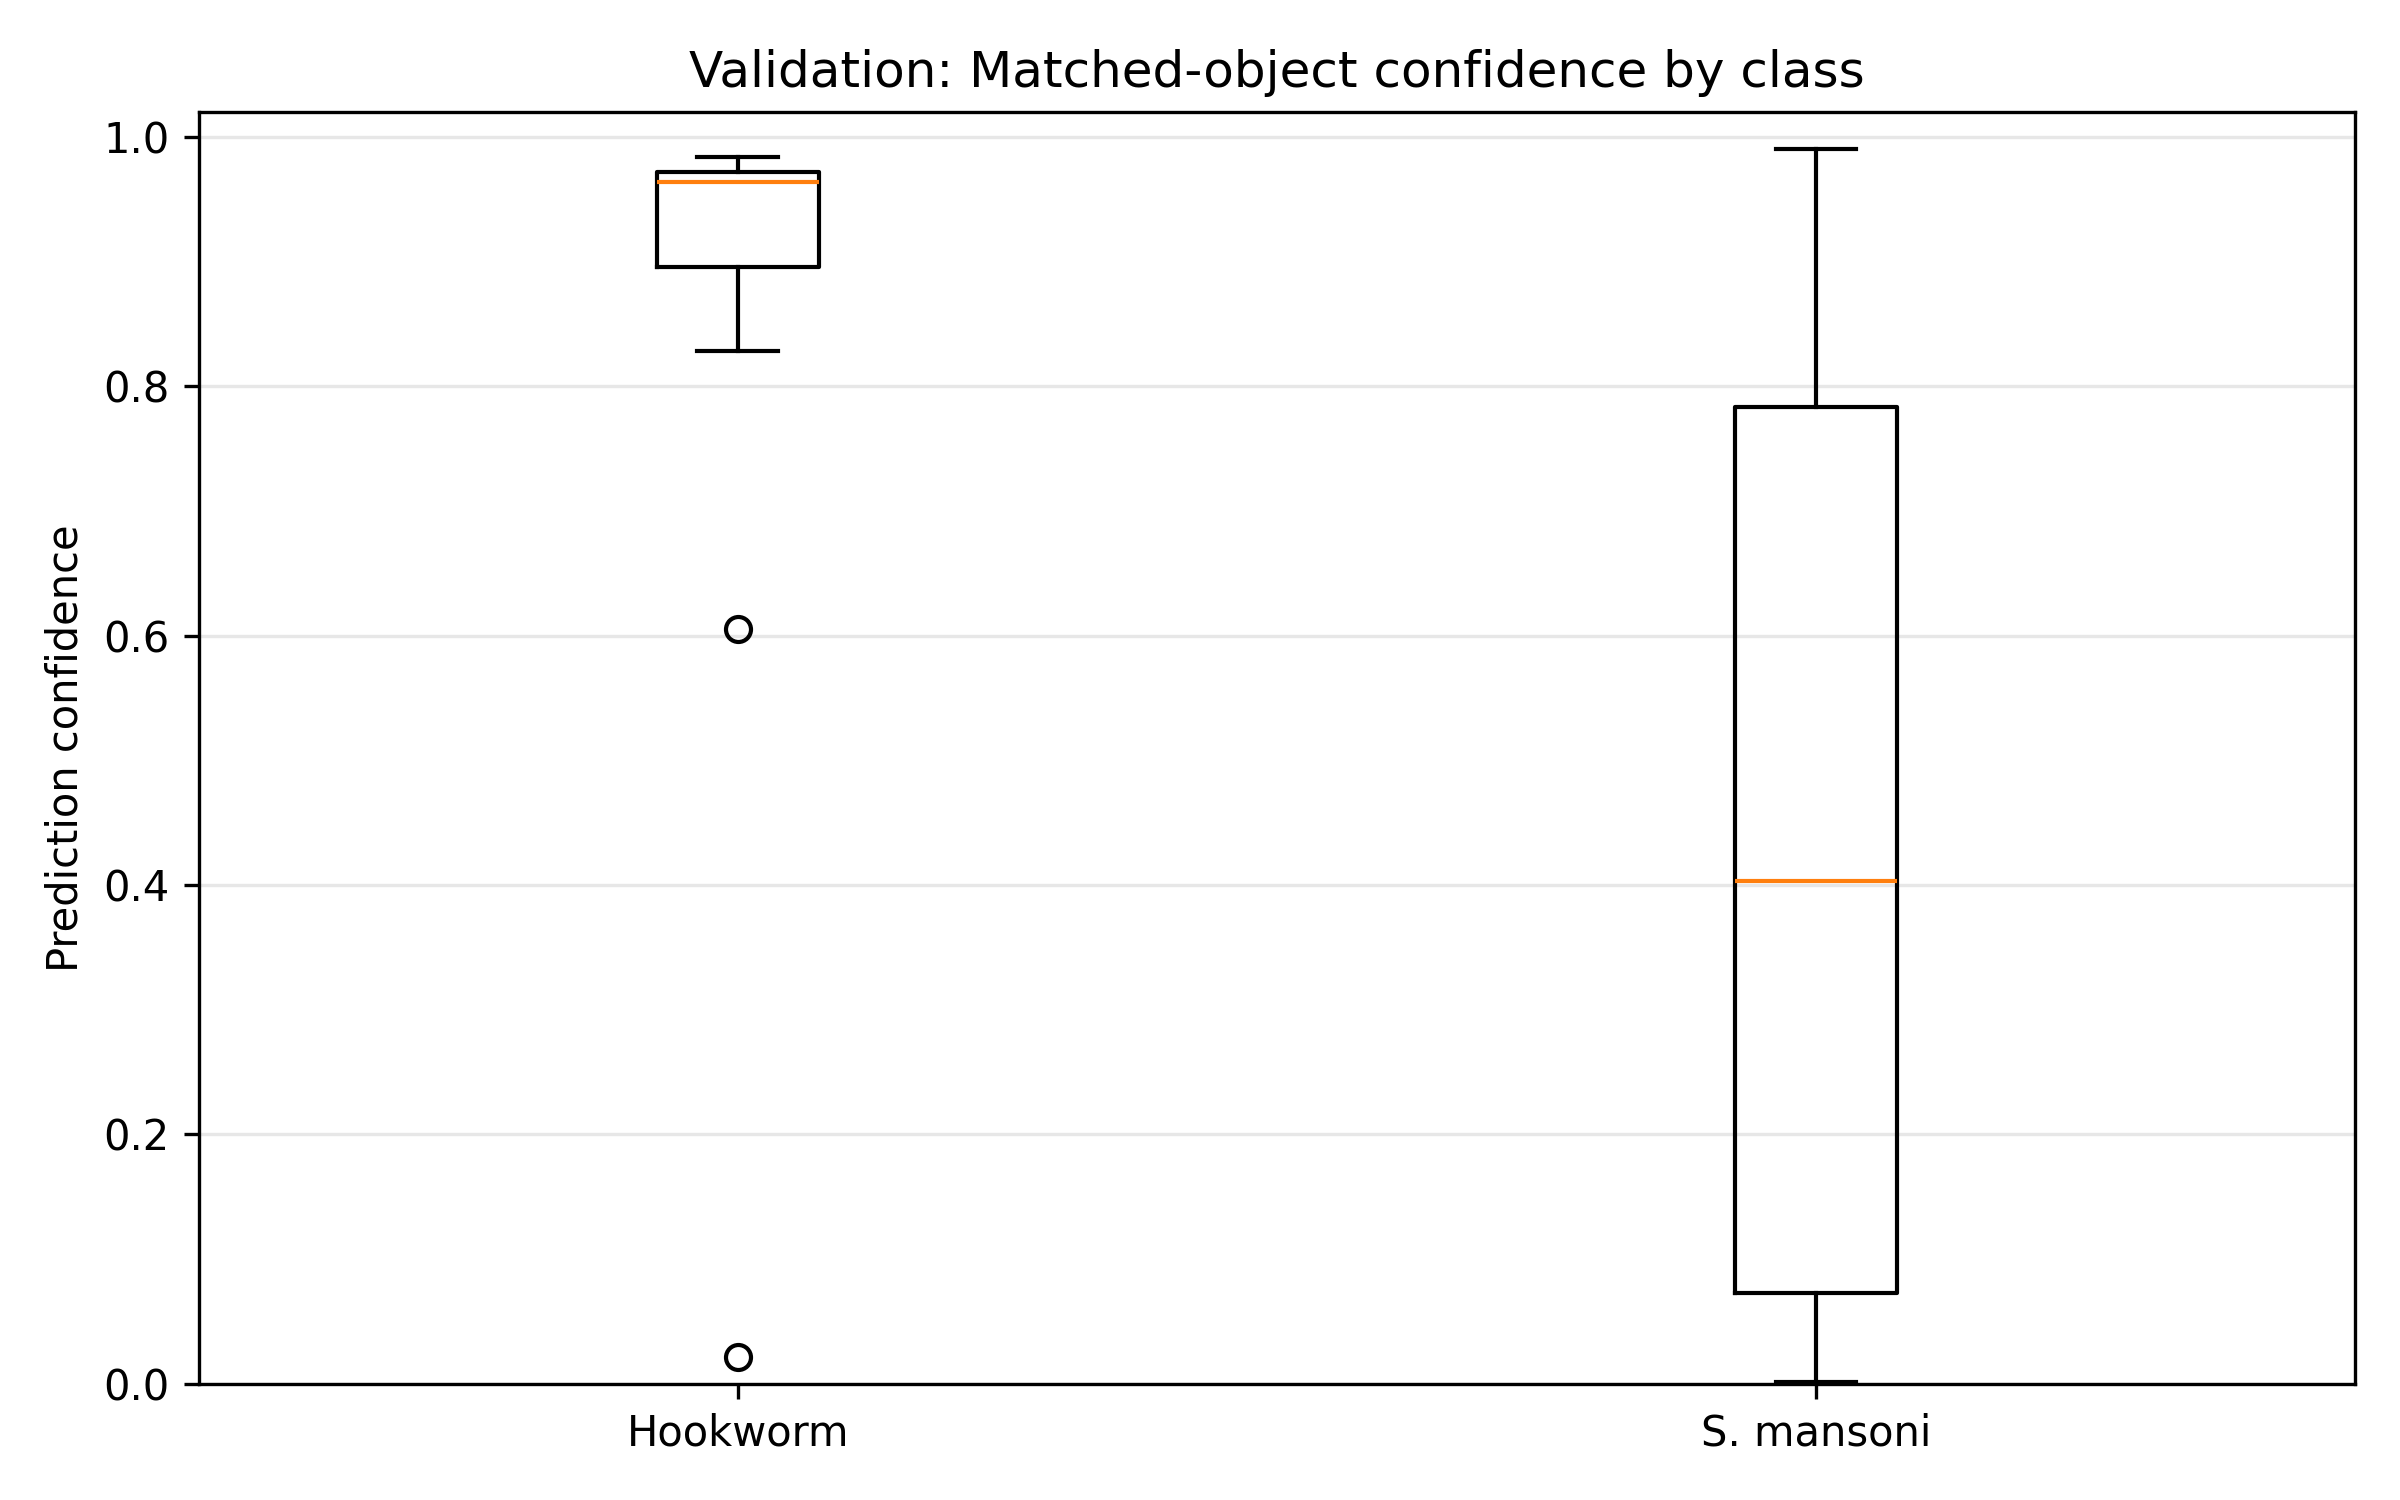 Validation: Matched-object confidence by class
Prediction confidence
1.0
0.8
0.6
0.4
0.2
0.0
Hookworm
S. mansoni